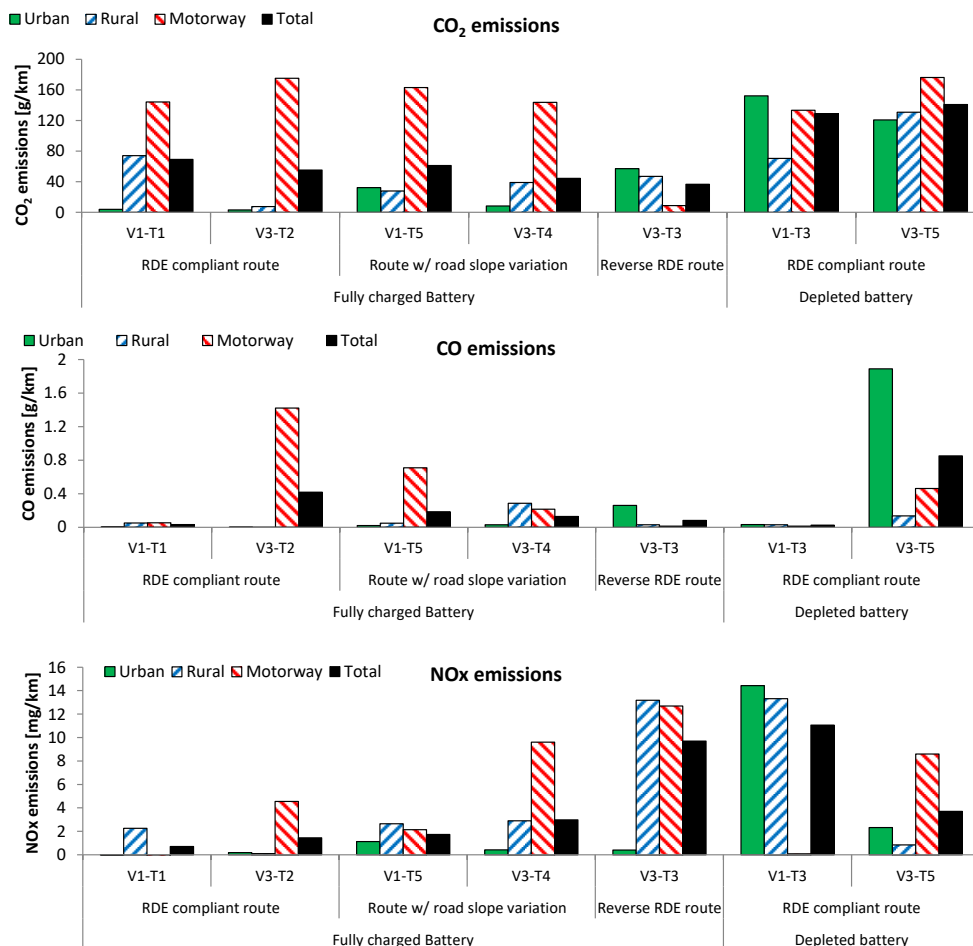 Urban Rural Motorway Total
CO₂ emissions
CO₂ emissions [g/km]
200
160
120
80
40
0
V1-T1 V3-T2 V1-T5 V3-T4 V3-T3 V1-T3 V3-T5
RDE compliant route Route w/ road slope variation Reverse RDE route RDE compliant route
Fully charged Battery Depleted battery
Urban Rural Motorway Total
CO emissions
CO emissions [g/km]
2
1.6
1.2
0.8
0.4
0
V1-T1 V3-T2 V1-T5 V3-T4 V3-T3 V1-T3 V3-T5
RDE compliant route Route w/ road slope variation Reverse RDE route RDE compliant route
Fully charged Battery Depleted battery
Urban Rural Motorway Total
NOx emissions
NOx emissions [mg/km]
16
14
12
10
8
6
4
2
0
V1-T1 V3-T2 V1-T5 V3-T4 V3-T3 V1-T3 V3-T5
RDE compliant route Route w/ road slope variation Reverse RDE route RDE compliant route
Fully charged Battery Depleted battery